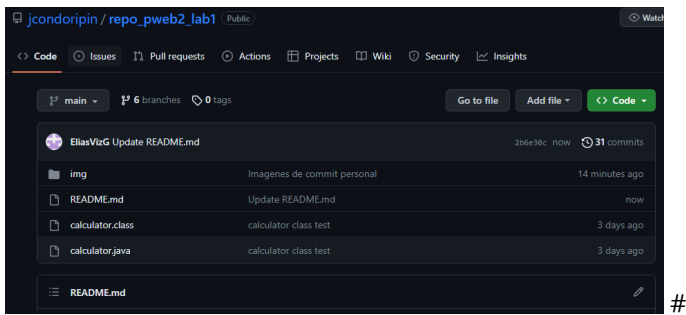 jcondoripin / repo_pweb2_lab1 Public Watch
<> Code Issues Pull requests Actions Projects Wiki Security Insights
main 6 branches 0 tags Go to file Add file <> Code
EliasVizG Update README.md 2b6e30c now 31 commits
img Imagenes de commit personal 14 minutes ago
README.md Update README.md now
calculator.class calculator class test 3 days ago
calculator.java calculator class test 3 days ago
README.md
#